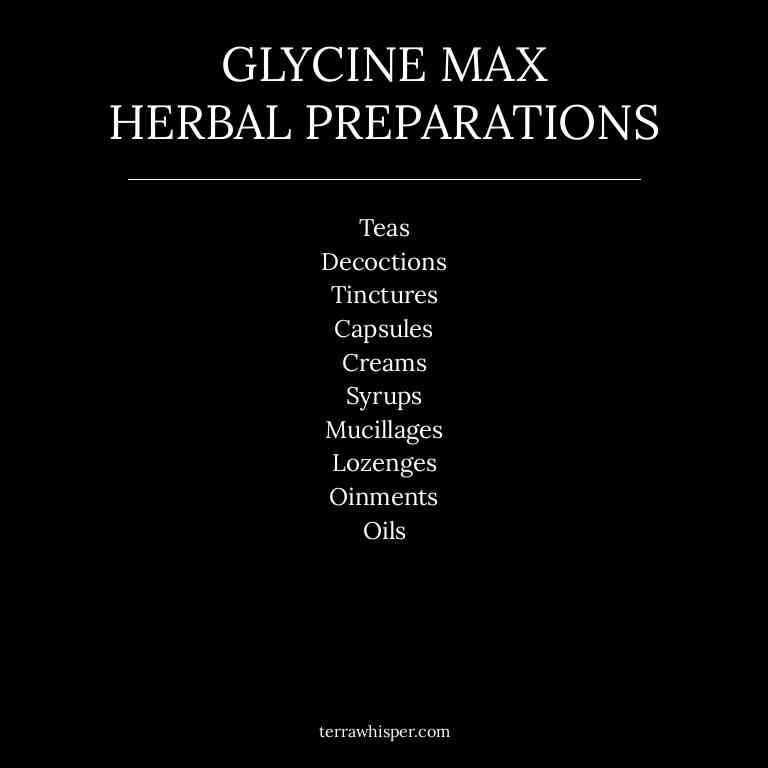 GLYCINE MAX
HERBAL PREPARATIONS
Teas
Decoctions
Tinctures
Capsules
Creams
Syrups
Mucillages
Lozenges
Oinments
Oils
terrawhisper.com